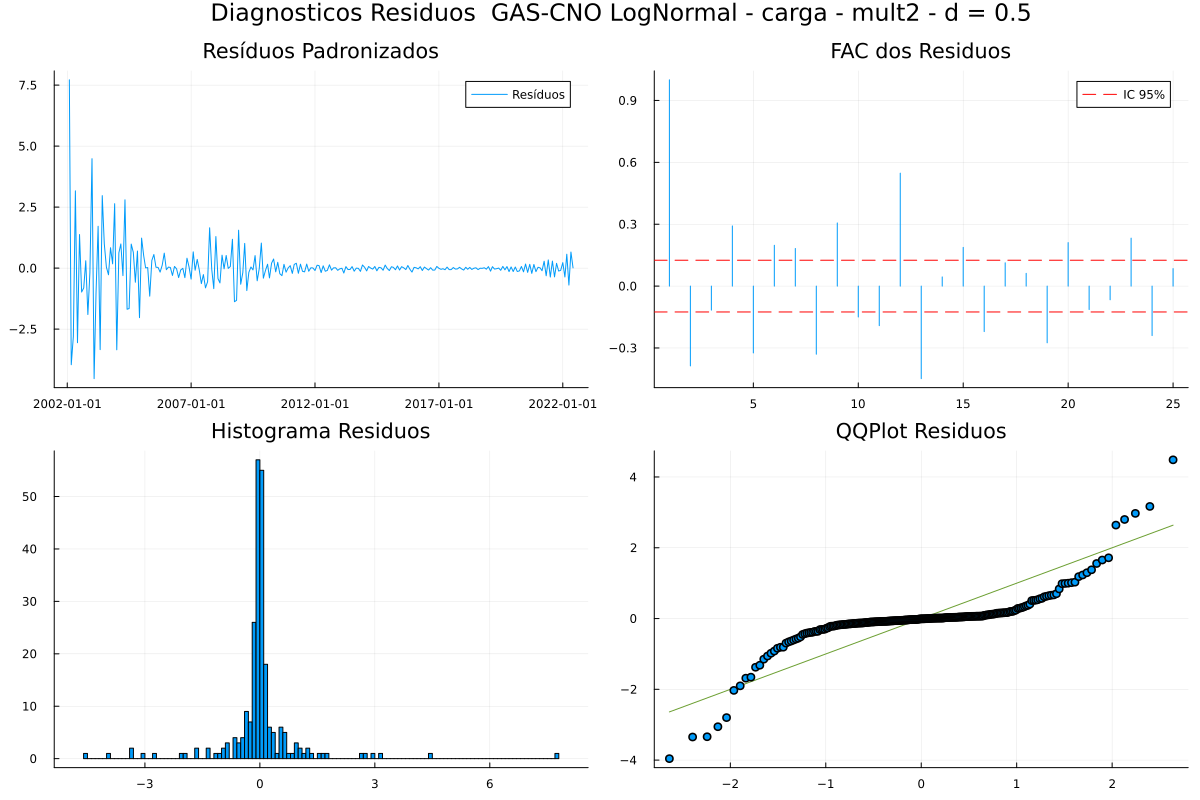 Diagnosticos Residuos  GAS-CNO LogNormal - carga - mult2 - d = 0.5
Resíduos Padronizados
7.5
5.0
2.5
0.0
−2.5
Resíduos
2002-01-01 2007-01-01 2012-01-01 2017-01-01 2022-01-01
FAC dos Residuos
0.9
0.6
0.3
0.0
−0.3
IC 95%
5 10 15 20 25
Histograma Residuos
50
40
30
20
10
0
−3 0 3 6
QQPlot Residuos
4
2
0
−2
−4
−2 −1 0 1 2